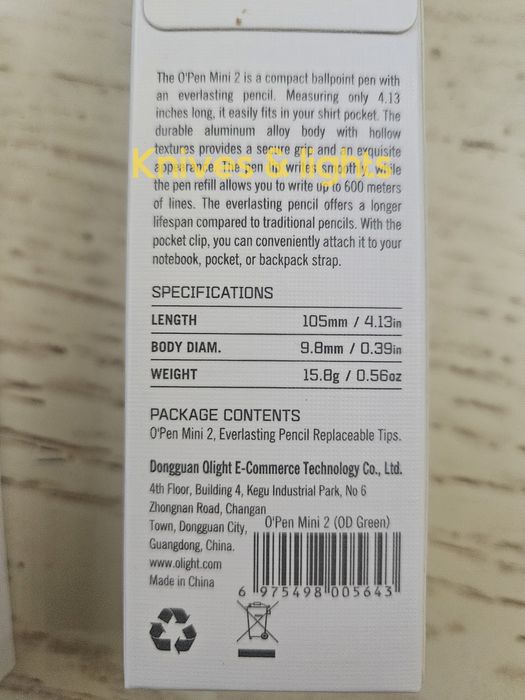 The O'Pen Mini 2 is a compact ballpoint pen with
an everlasting pencil. Measuring only 4.13
inches long, it easily fits in your shirt pocket. The
durable aluminum alloy body with hollow
textures provides a secure grip and an exquisite
appearance. The pen tip writes smoothly, while
Knives & lights
the pen refill allows you to write up to 600 meters
of lines. The everlasting pencil offers a longer
lifespan compared to traditional pencils. With the
pocket clip, you can conveniently attach it to your
notebook, pocket, or backpack strap.
SPECIFICATIONS
LENGTH 105mm / 4.13in
BODY DIAM. 9.8mm / 0.39in
WEIGHT 15.8g / 0.56oz
PACKAGE CONTENTS
O'Pen Mini 2, Everlasting Pencil Replaceable Tips.
Dongguan Olight E-Commerce Technology Co., Ltd.
4th Floor, Building 4, Kegu Industrial Park, No 6
Zhongnan Road, Changan
Town, Dongguan City,
Guangdong, China.
www.olight.com
Made in China
O'Pen Mini 2 (OD Green)
6 975498 005643